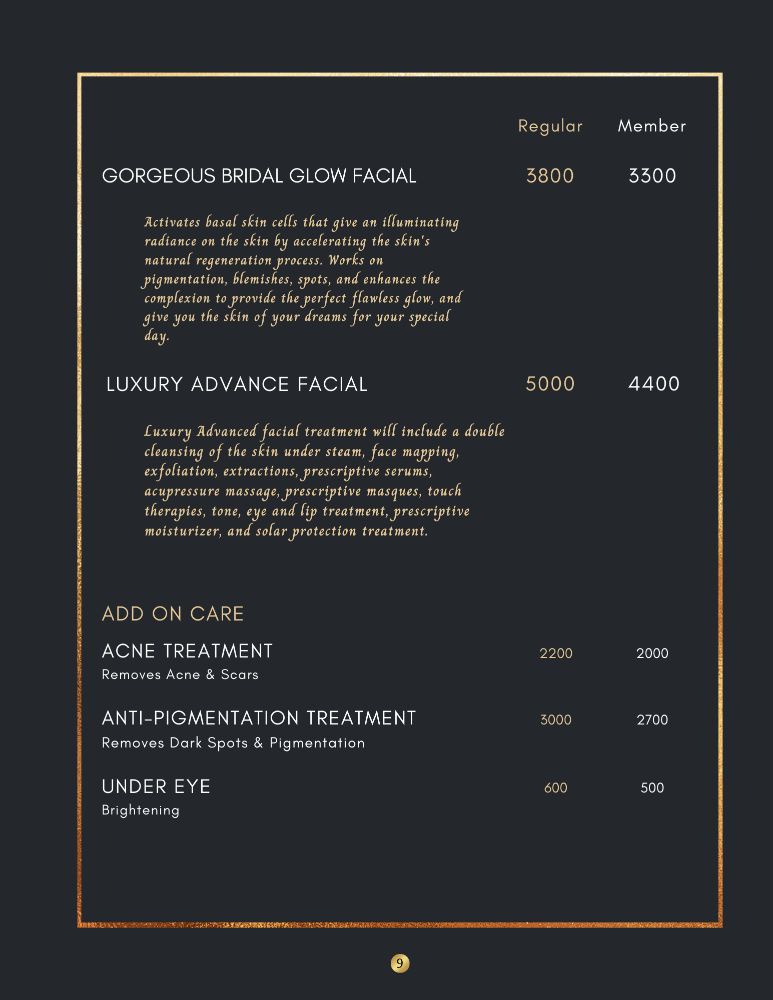 Regular Member
GORGEOUS BRIDAL GLOW FACIAL 3800 3300
Activates basal skin cells that give an illuminating
radiance on the skin by accelerating the skin's
natural regeneration process. Works on
pigmentation, blemishes, spots, and enhances the
complexion to provide the perfect flawless glow, and
give you the skin of your dreams for your special
day.
LUXURY ADVANCE FACIAL 5000 4400
Luxury Advanced facial treatment will include a double
cleansing of the skin under steam, face mapping,
exfoliation, extractions, prescriptive serums,
acupressure massage, prescriptive masques, touch
therapies, tone, eye and lip treatment, prescriptive
moisturizer, and solar protection treatment.
ADD ON CARE
ACNE TREATMENT 2200 2000
Removes Acne & Scars
ANTI-PIGMENTATION TREATMENT 3000 2700
Removes Dark Spots & Pigmentation
UNDER EYE 600 500
Brightening
9